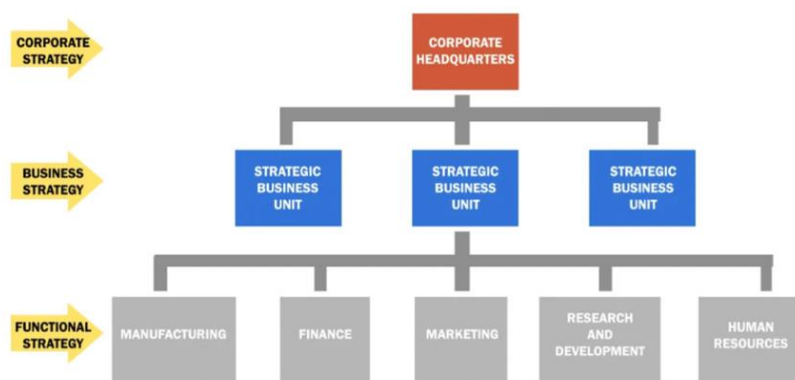 CORPORATE
STRATEGY
CORPORATE
HEADQUARTERS
BUSINESS
STRATEGY
STRATEGIC
BUSINESS
UNIT
STRATEGIC
BUSINESS
UNIT
STRATEGIC
BUSINESS
UNIT
FUNCTIONAL
STRATEGY
MANUFACTURING
FINANCE
MARKETING
RESEARCH
AND
DEVELOPMENT
HUMAN
RESOURCES